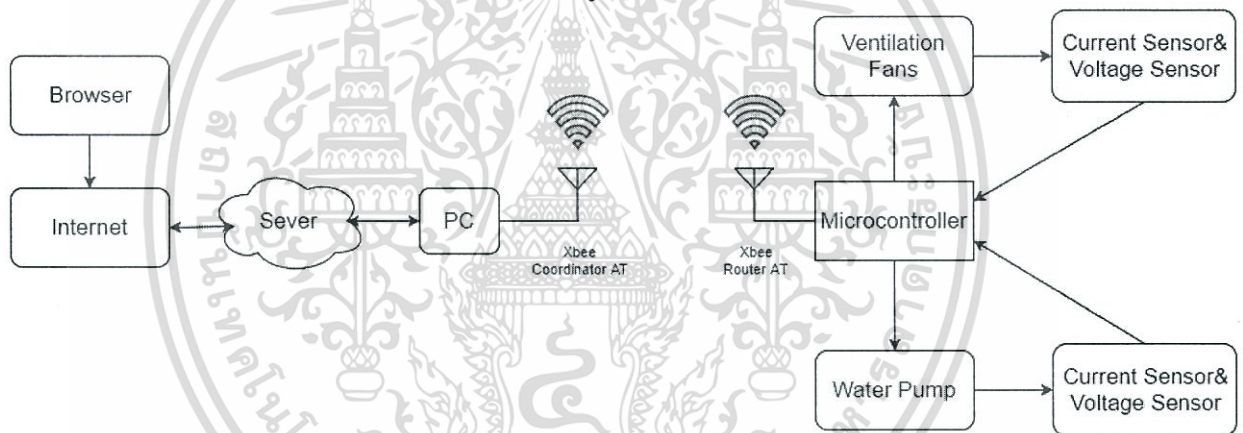 Browser
Internet
Sever
PC
Xbee
Coordinator AT
Xbee
Router AT
Microcontroller
Ventilation
Fans
Current Sensor&
Voltage Sensor
Water Pump
Current Sensor&
Voltage Sensor